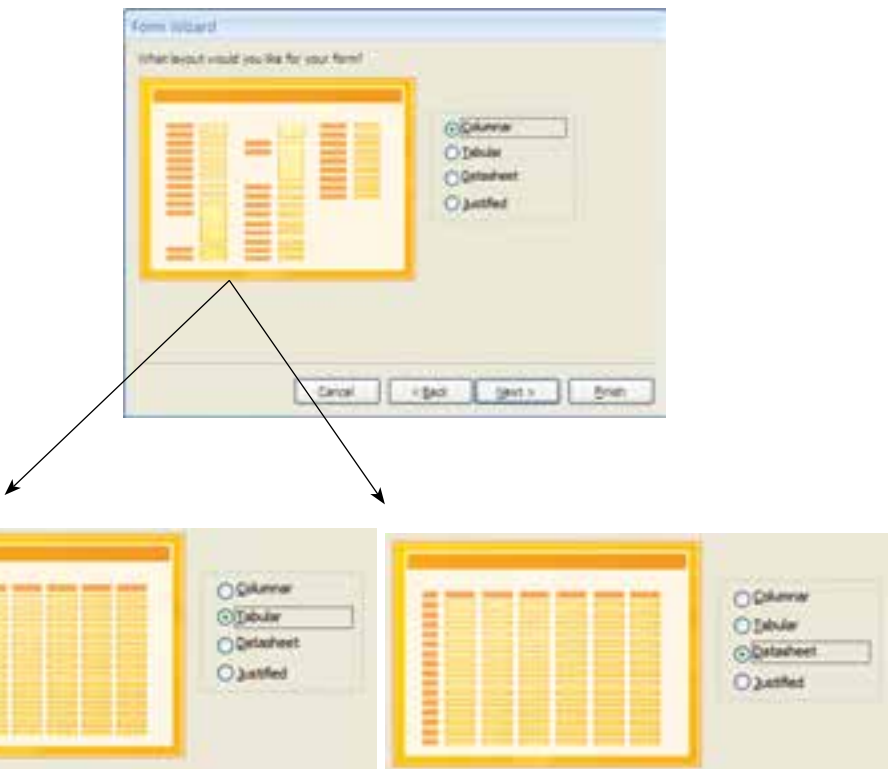 Form Wizard
What layout would you like for your form?
Columnar
Tabular
Datasheet
Justified
Cancel
< Back
Next >
Finish
Columnar
Tabular
Datasheet
Justified
Columnar
Tabular
Datasheet
Justified